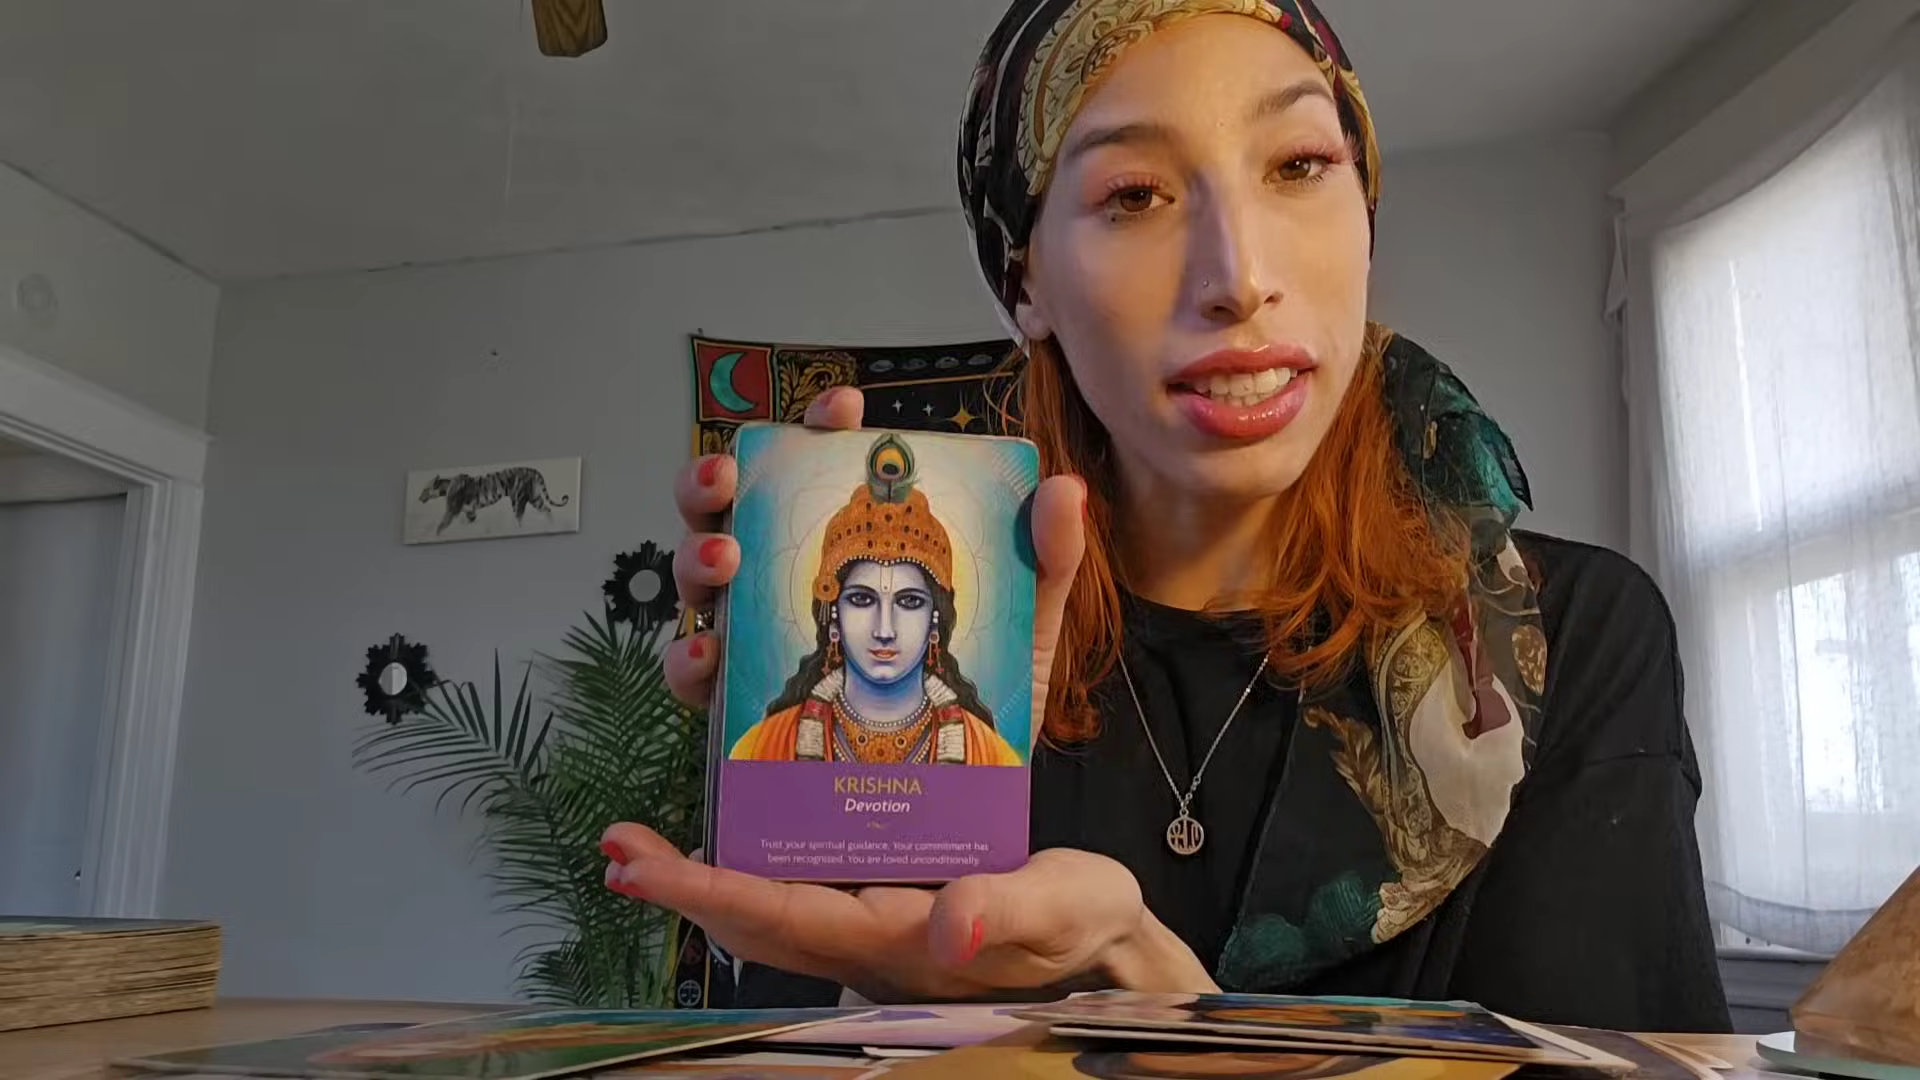 KRISHNA
Devotion
Trust your spiritual guidance. Your commitment has
been recognized. You are loved unconditionally.